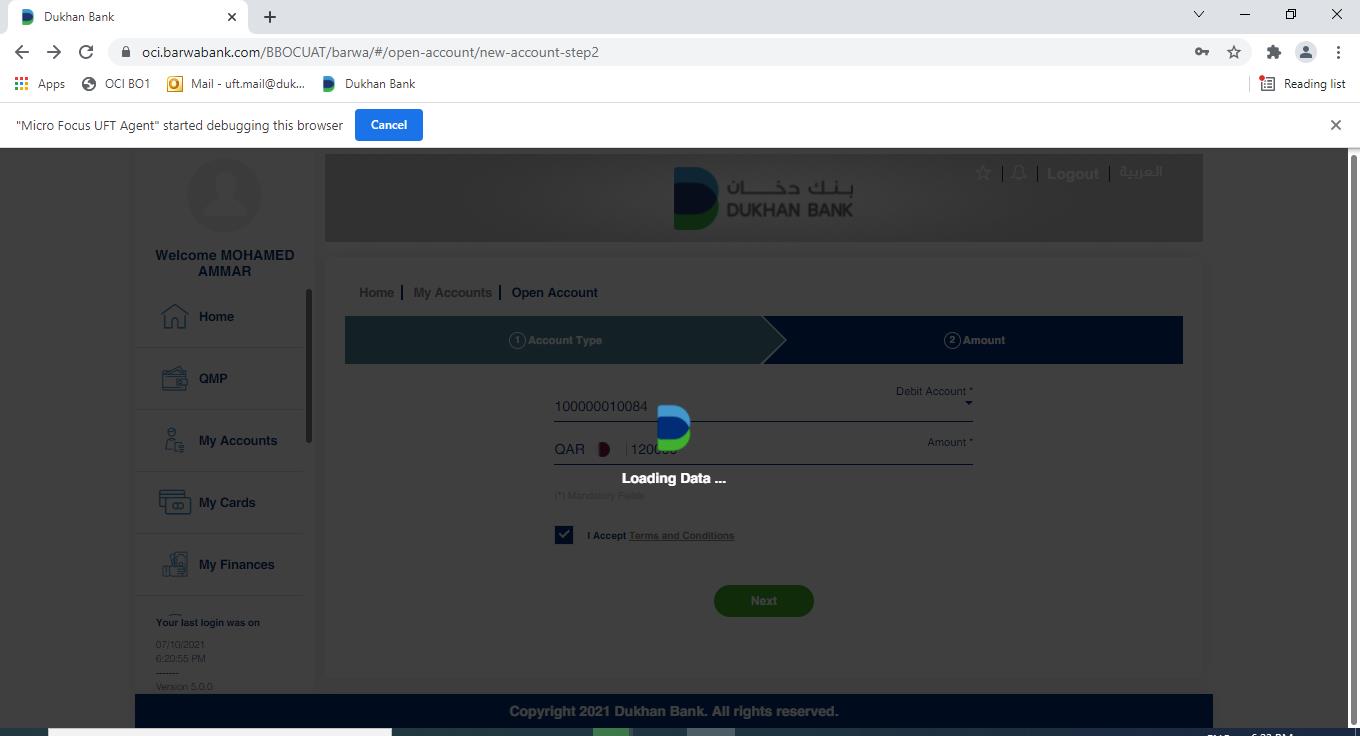 Dukhan Bank
oci.barwabank.com/BBOCUAT/barwa/#/open-account/new-account-step2
Apps
OCI BO1
Mail - uft.mail@duk...
Dukhan Bank
Reading list
"Micro Focus UFT Agent" started debugging this browser
Cancel
بنك دخان
DUKHAN BANK
Logout
العربية
Welcome MOHAMED
AMMAR
Home
QMP
My Accounts
My Cards
My Finances
Your last login was on
07/10/2021
6:20:55 PM
-------
Version 5.0.0
Home
My Accounts
Open Account
1 Account Type
2 Amount
Debit Account *
100000010084
Amount *
QAR
Loading Data ...
(*) Mandatory Fields
I Accept Terms and Conditions
Next
Copyright 2021 Dukhan Bank. All rights reserved.